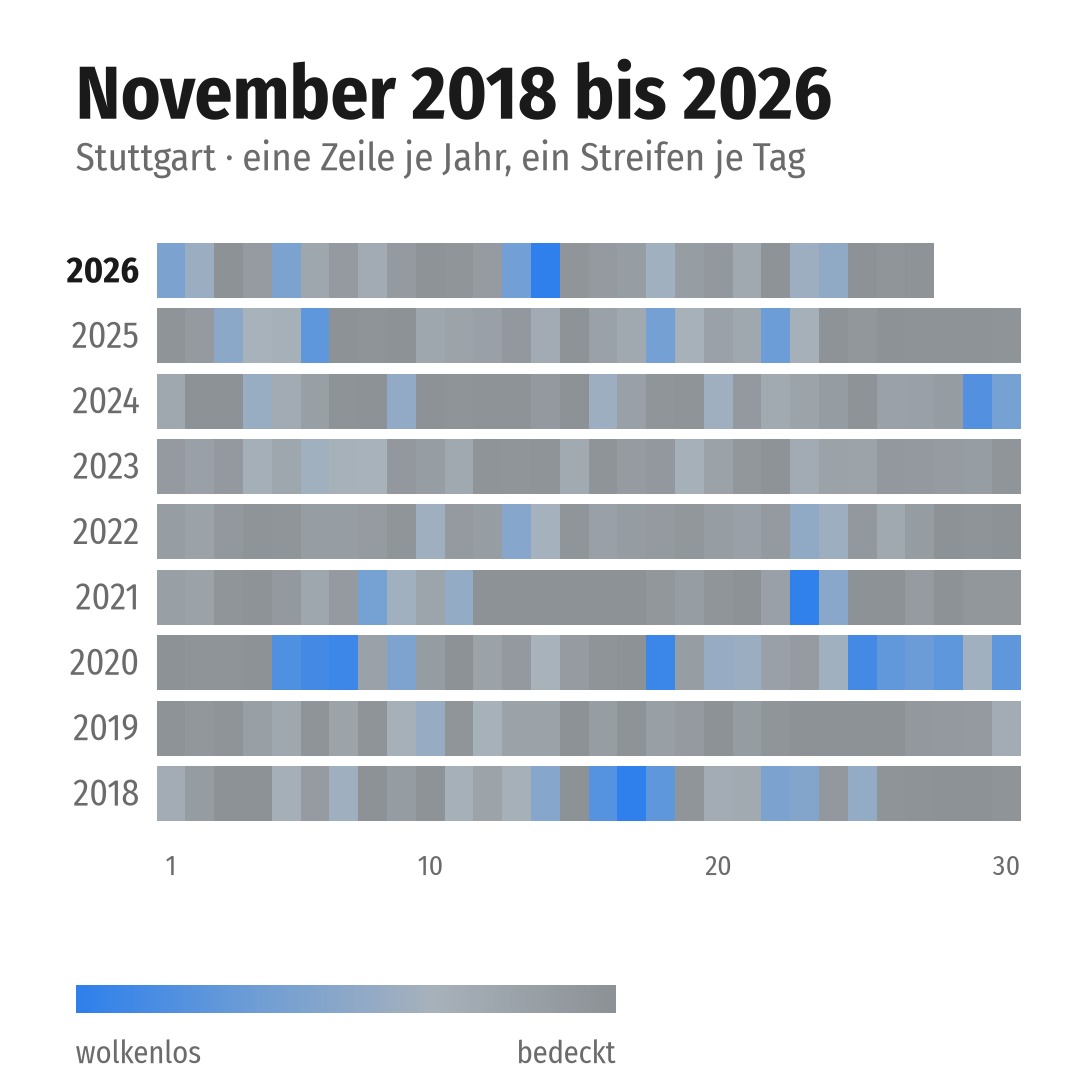 November 2018 bis 2026
Stuttgart · eine Zeile je Jahr, ein Streifen je Tag
2026
2025
2024
2023
2022
2021
2020
2019
2018
1 10 20 30
wolkenlos bedeckt